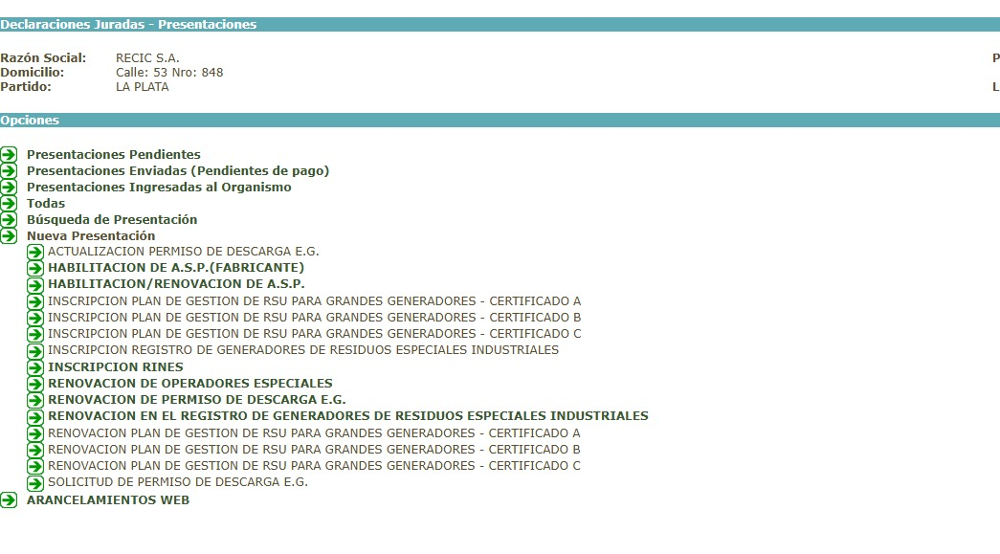 Declaraciones Juradas - Presentaciones
Razón Social: RECIC S.A. P
Domicilio: Calle: 53 Nro: 848
Partido: LA PLATA L
Opciones
Presentaciones Pendientes
Presentaciones Enviadas (Pendientes de pago)
Presentaciones Ingresadas al Organismo
Todas
Búsqueda de Presentación
Nueva Presentación
ACTUALIZACION PERMISO DE DESCARGA E.G.
HABILITACION DE A.S.P.(FABRICANTE)
HABILITACION/RENOVACION DE A.S.P.
INSCRIPCION PLAN DE GESTION DE RSU PARA GRANDES GENERADORES - CERTIFICADO A
INSCRIPCION PLAN DE GESTION DE RSU PARA GRANDES GENERADORES - CERTIFICADO B
INSCRIPCION PLAN DE GESTION DE RSU PARA GRANDES GENERADORES - CERTIFICADO C
INSCRIPCION REGISTRO DE GENERADORES DE RESIDUOS ESPECIALES INDUSTRIALES
INSCRIPCION RINES
RENOVACION DE OPERADORES ESPECIALES
RENOVACION DE PERMISO DE DESCARGA E.G.
RENOVACION EN EL REGISTRO DE GENERADORES DE RESIDUOS ESPECIALES INDUSTRIALES
RENOVACION PLAN DE GESTION DE RSU PARA GRANDES GENERADORES - CERTIFICADO A
RENOVACION PLAN DE GESTION DE RSU PARA GRANDES GENERADORES - CERTIFICADO B
RENOVACION PLAN DE GESTION DE RSU PARA GRANDES GENERADORES - CERTIFICADO C
SOLICITUD DE PERMISO DE DESCARGA E.G.
ARANCELAMIENTOS WEB